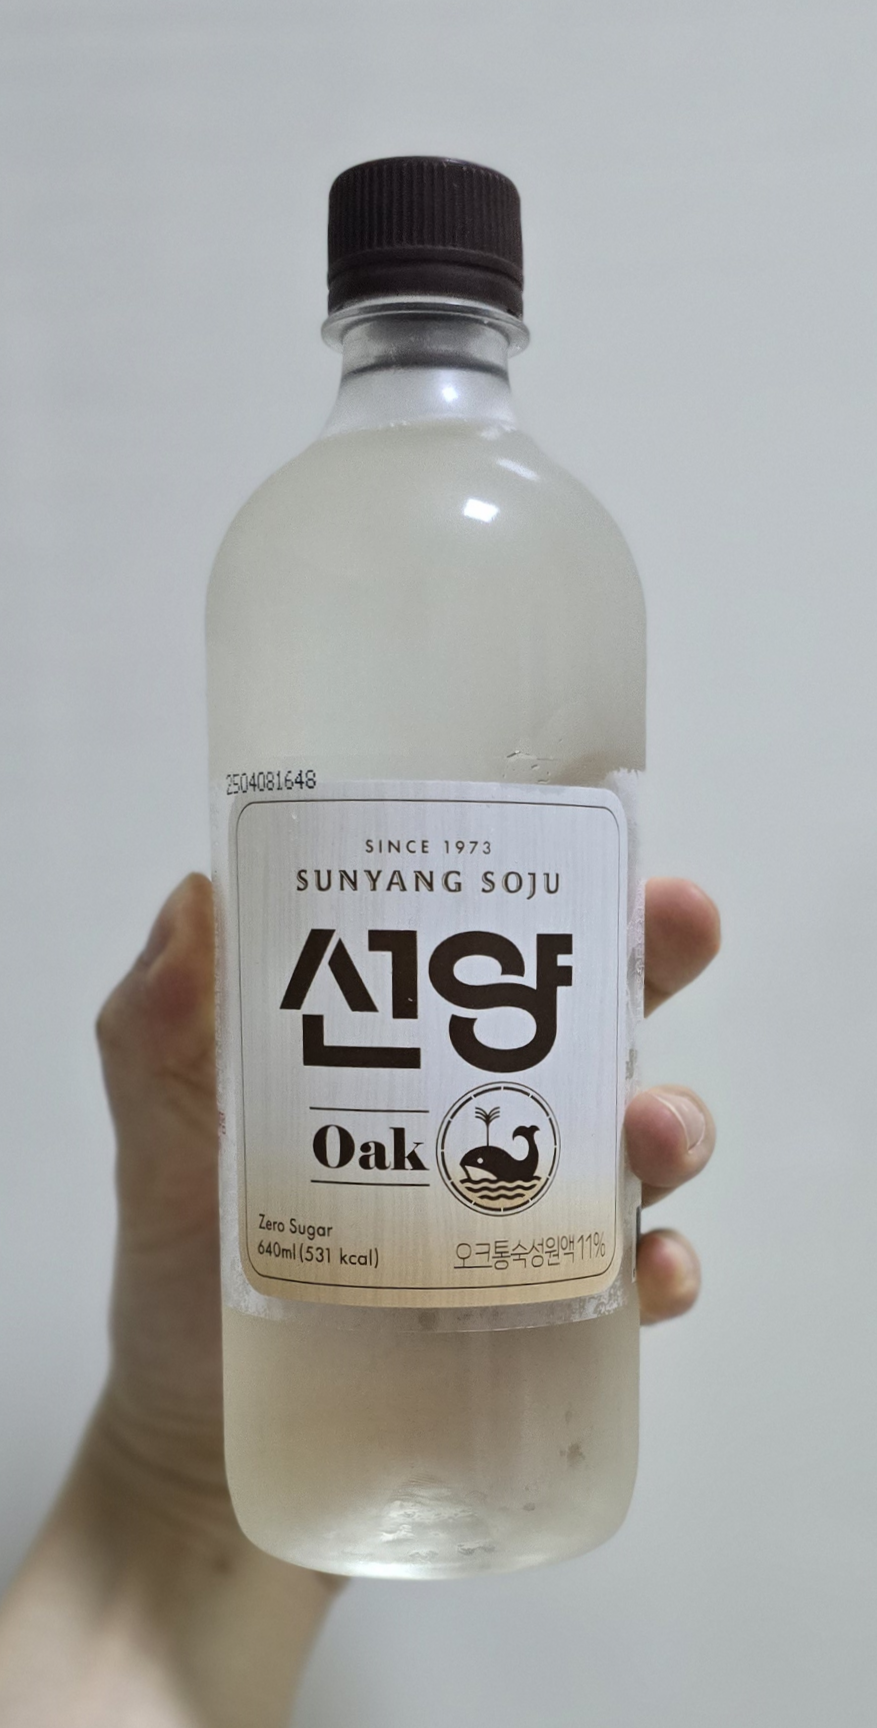 2504081648
SINCE 1973
SUNYANG SOJU
선양
Oak
Zero Sugar
640ml (531 kcal)
오크통숙성원액11%